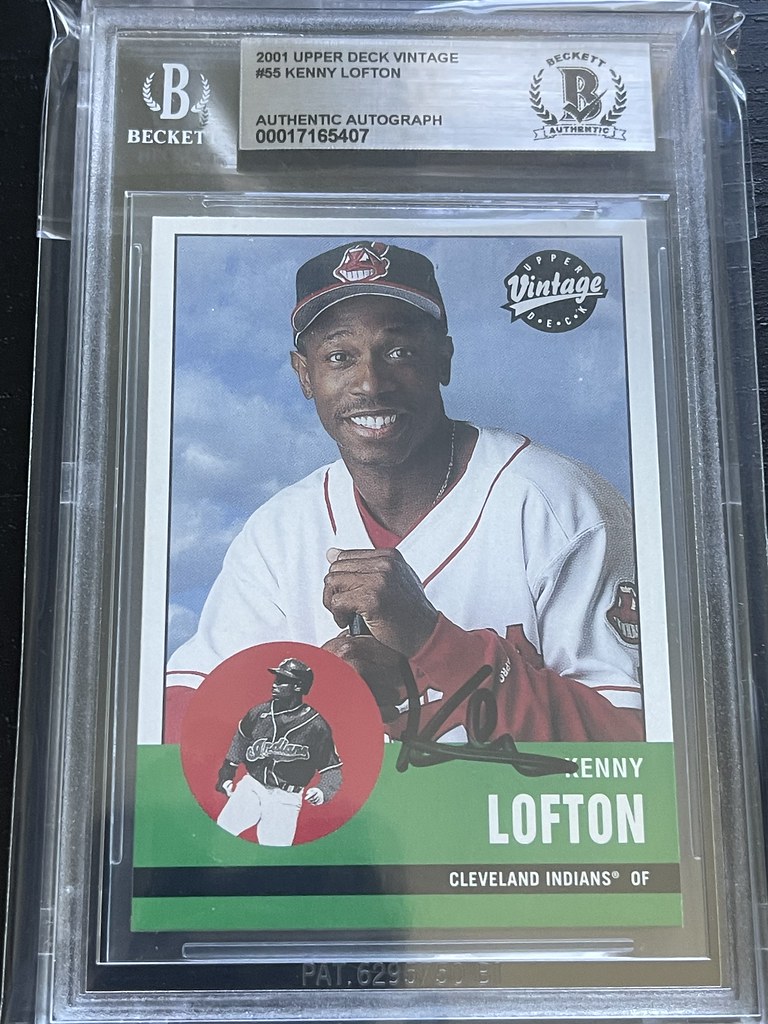 B
BECKETT
2001 UPPER DECK VINTAGE
#55 KENNY LOFTON
AUTHENTIC AUTOGRAPH
00017165407
BECKETT
B
AUTHENTIC
UPPER
Vintage
D·E·C·K
Indians
KENNY
LOFTON
CLEVELAND INDIANS® OF